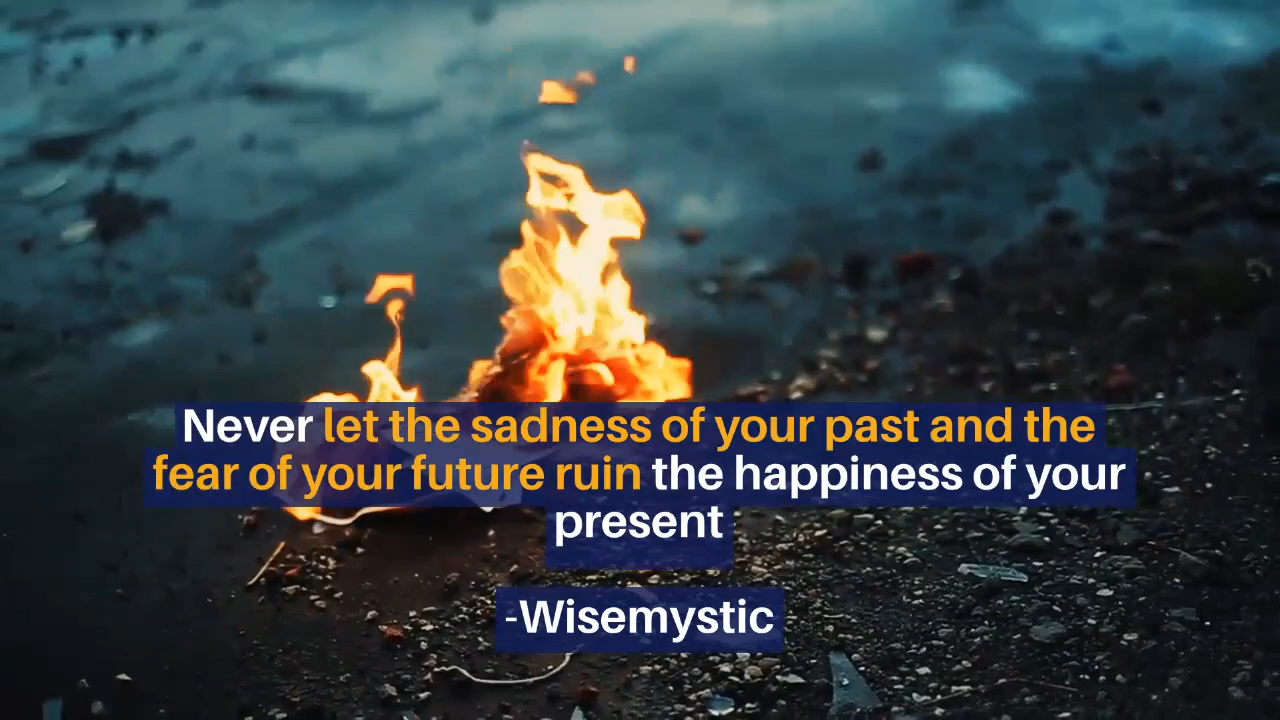 Never let the sadness of your past and the
fear of your future ruin the happiness of your
present
-Wisemystic